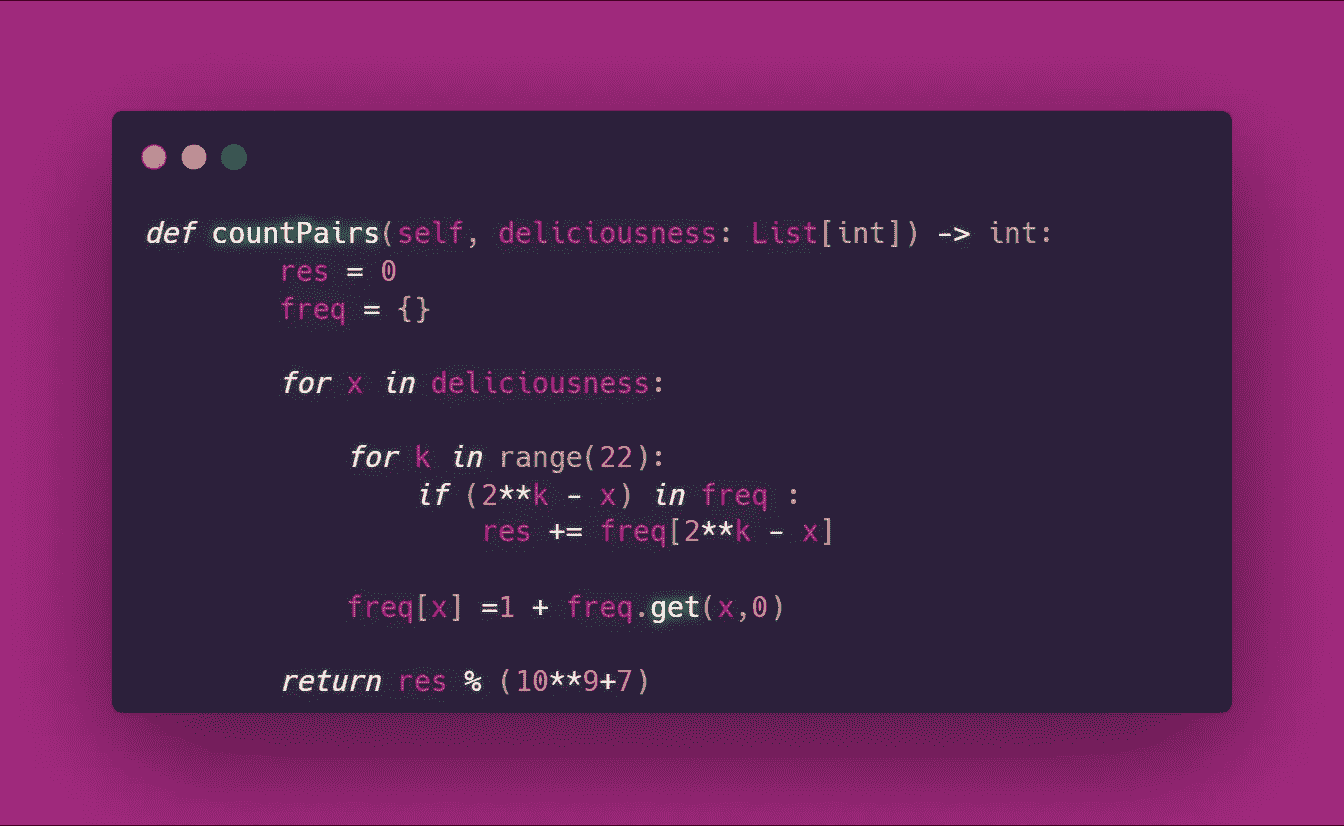 def countPairs(self, deliciousness: List[int]) -> int:
        res = 0
        freq = {}
        for x in deliciousness:
            for k in range(22):
                if (2**k - x) in freq :
                    res += freq[2**k - x]
            freq[x] =1 + freq.get(x,0)
        return res % (10**9+7)